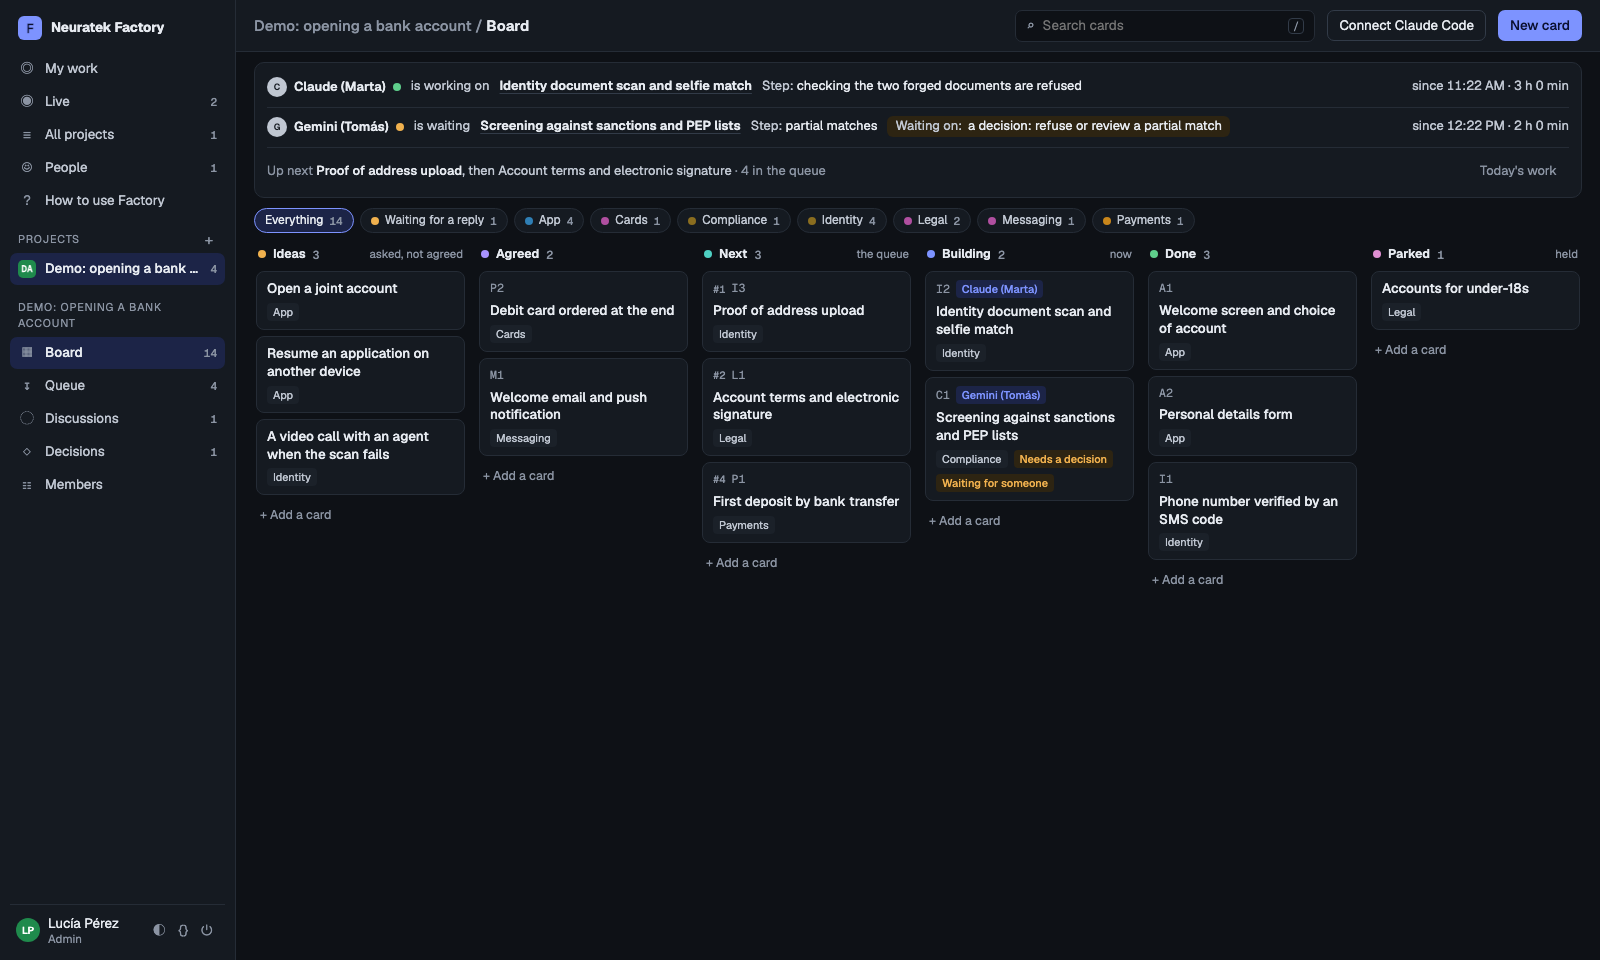 F Neuratek Factory
My work
Live 2
All projects 1
People 1
? How to use Factory
PROJECTS +
DA Demo: opening a bank ... 4
DEMO: OPENING A BANK
ACCOUNT
Board 14
Queue 4
Discussions 1
Decisions 1
Members
LP Lucía Pérez
Admin
{}
Demo: opening a bank account / Board
Search cards /
Connect Claude Code
New card
C Claude (Marta) is working on Identity document scan and selfie match Step: checking the two forged documents are refused since 11:22 AM · 3 h 0 min
G Gemini (Tomás) is waiting Screening against sanctions and PEP lists Step: partial matches Waiting on: a decision: refuse or review a partial match since 12:22 PM · 2 h 0 min
Up next Proof of address upload, then Account terms and electronic signature · 4 in the queue Today's work
Everything 14 Waiting for a reply 1 App 4 Cards 1 Compliance 1 Identity 4 Legal 2 Messaging 1 Payments 1
Ideas 3 asked, not agreed
Open a joint account
App
Resume an application on
another device
App
A video call with an agent
when the scan fails
Identity
+ Add a card
Agreed 2
P2
Debit card ordered at the end
Cards
M1
Welcome email and push
notification
Messaging
+ Add a card
Next 3 the queue
#1 I3
Proof of address upload
Identity
#2 L1
Account terms and electronic
signature
Legal
#4 P1
First deposit by bank transfer
Payments
+ Add a card
Building 2 now
I2 Claude (Marta)
Identity document scan and
selfie match
Identity
C1 Gemini (Tomás)
Screening against sanctions
and PEP lists
Compliance Needs a decision
Waiting for someone
+ Add a card
Done 3
A1
Welcome screen and choice
of account
App
A2
Personal details form
App
I1
Phone number verified by an
SMS code
Identity
+ Add a card
Parked 1 held
Accounts for under-18s
Legal
+ Add a card